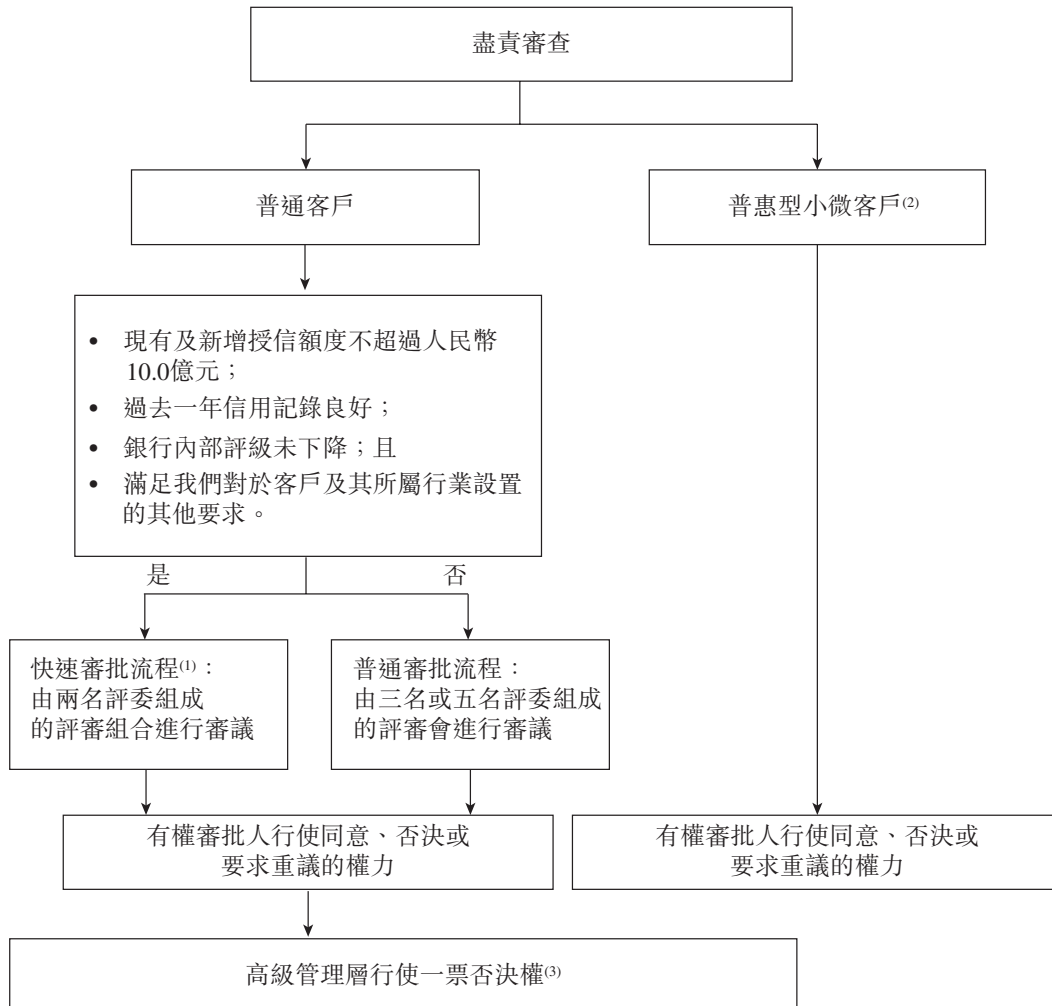 盡責審查
普通客戶
普惠型小微客戶(2)
• 現有及新增授信額度不超過人民幣
10.0億元；
• 過去一年信用記錄良好；
• 銀行內部評級未下降；且
• 滿足我們對於客戶及其所屬行業設置
的其他要求。
是
否
快速審批流程(1)：
由兩名評委組成
的評審組合進行審議
普通審批流程：
由三名或五名評委組成
的評審會進行審議
有權審批人行使同意、否決或
要求重議的權力
有權審批人行使同意、否決或
要求重議的權力
高級管理層行使一票否決權(3)